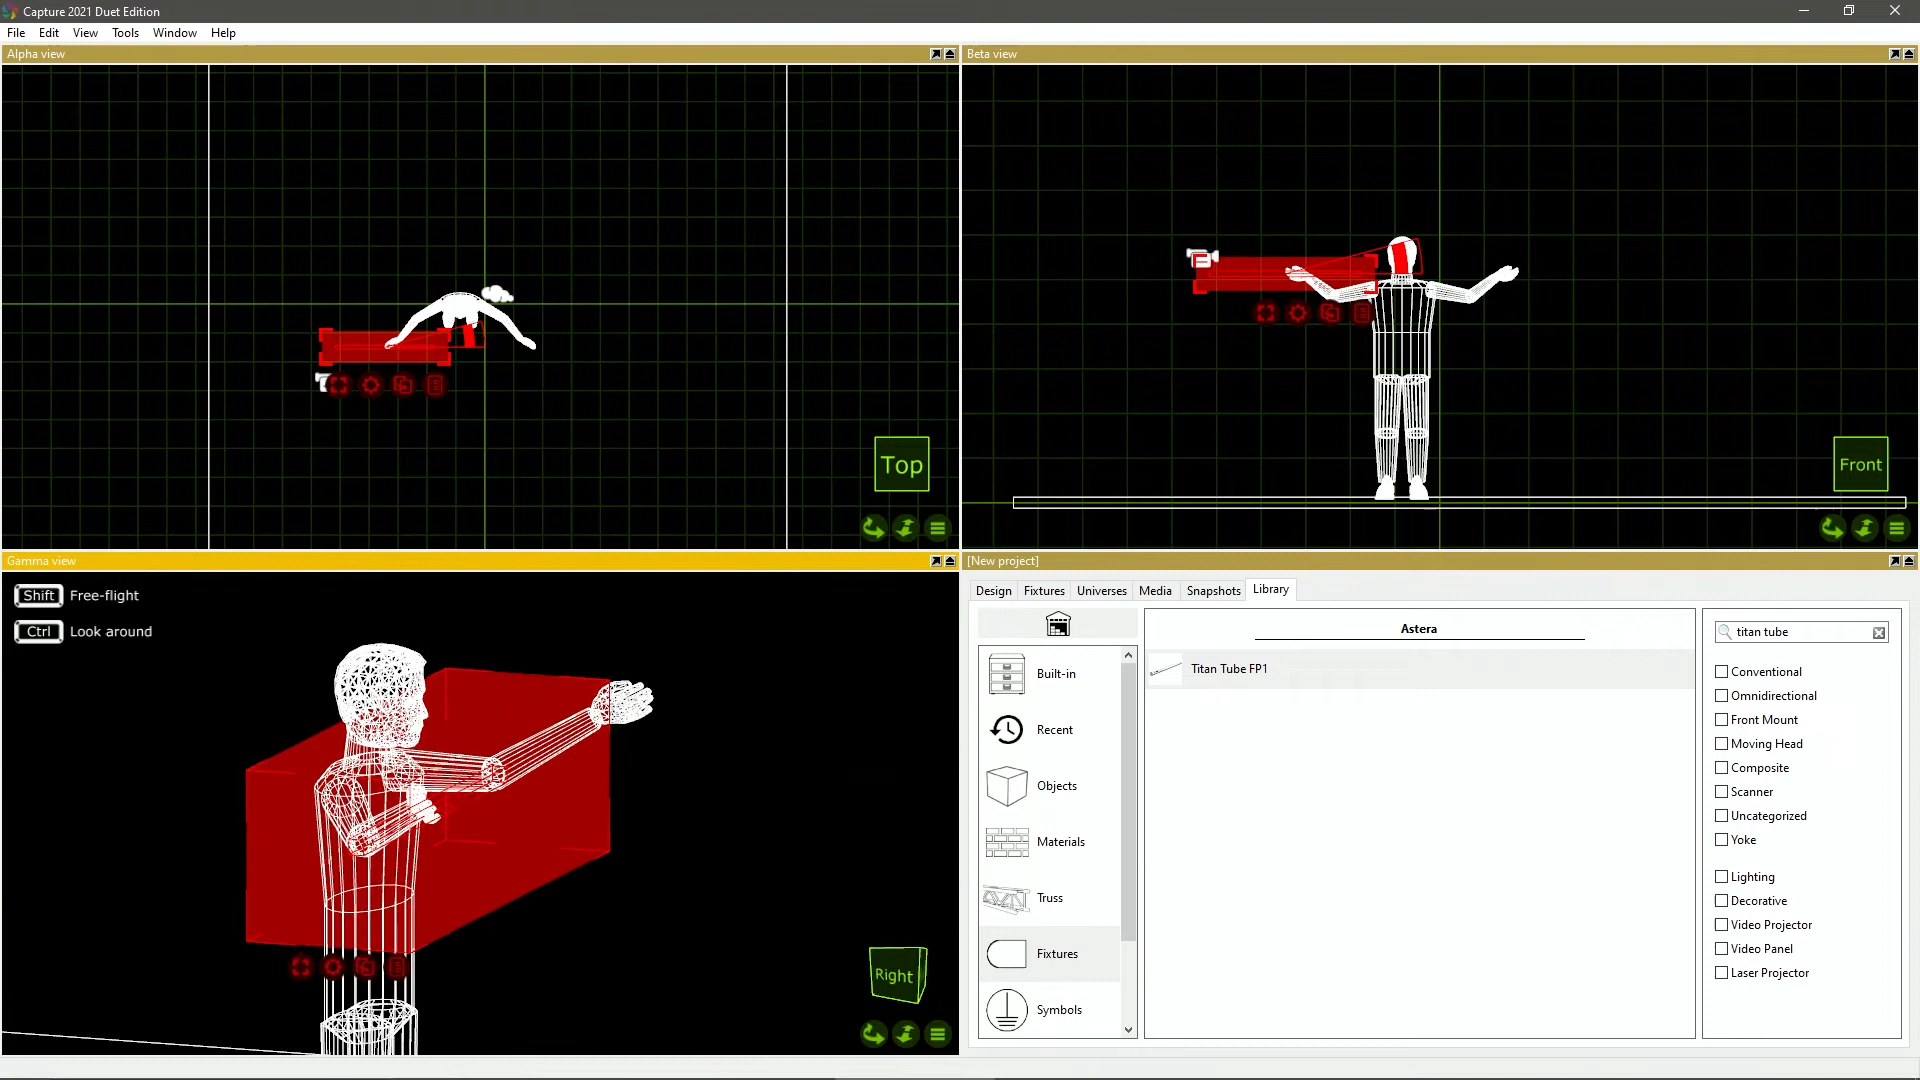 Capture 2021 Duet Edition
File Edit View Tools Window Help
Alpha view
Beta view
Top
Front
Gamma view
Shift Free-flight
Ctrl Look around
Right
[New project]
Design Fixtures Universes Media Snapshots Library
Built-in
Recent
Objects
Materials
Truss
Fixtures
Symbols
Astera
Titan Tube FP1
titan tube
Conventional
Omnidirectional
Front Mount
Moving Head
Composite
Scanner
Uncategorized
Yoke
Lighting
Decorative
Video Projector
Video Panel
Laser Projector